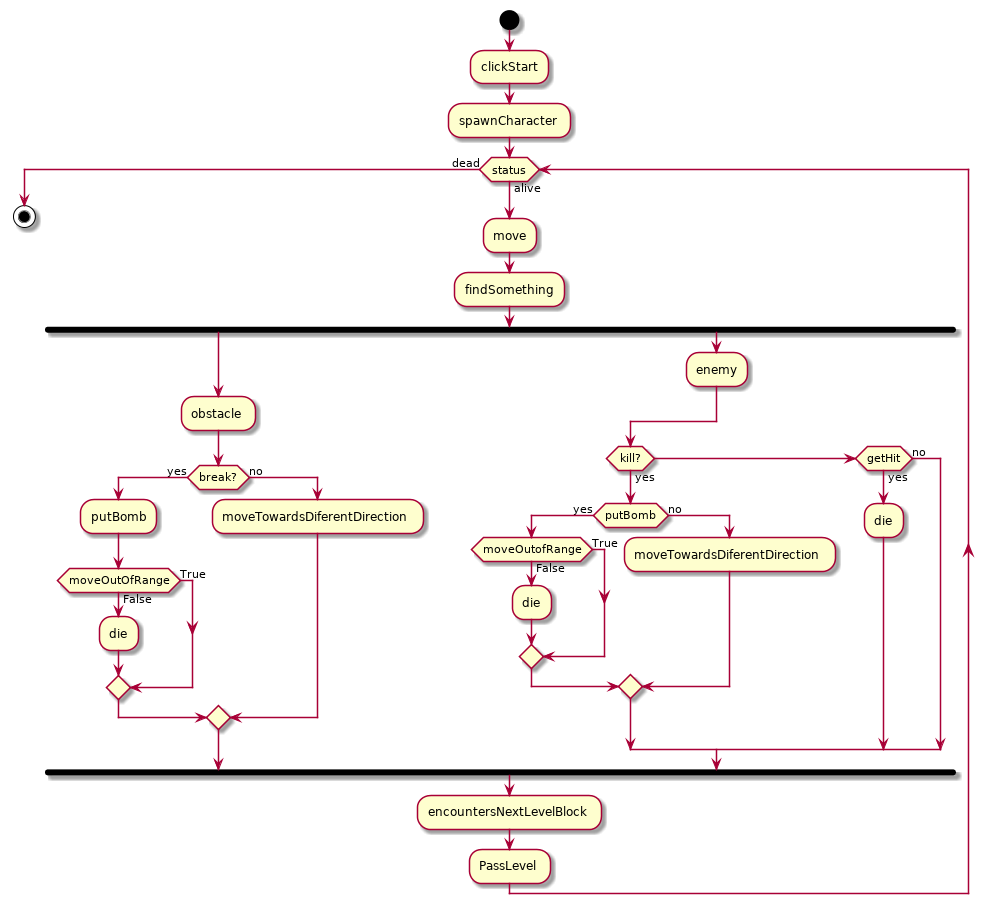 clickStart
spawnCharacter
dead
status
alive
move
findSomething
enemy
obstacle
kill?
getHit
no
yes
yes
yes
break?
no
putBomb
moveTowardsDiferentDirection
yes
putBomb
no
die
moveOutofRange
True
False
moveTowardsDiferentDirection
moveOutOfRange
True
False
die
die
encountersNextLevelBlock
PassLevel